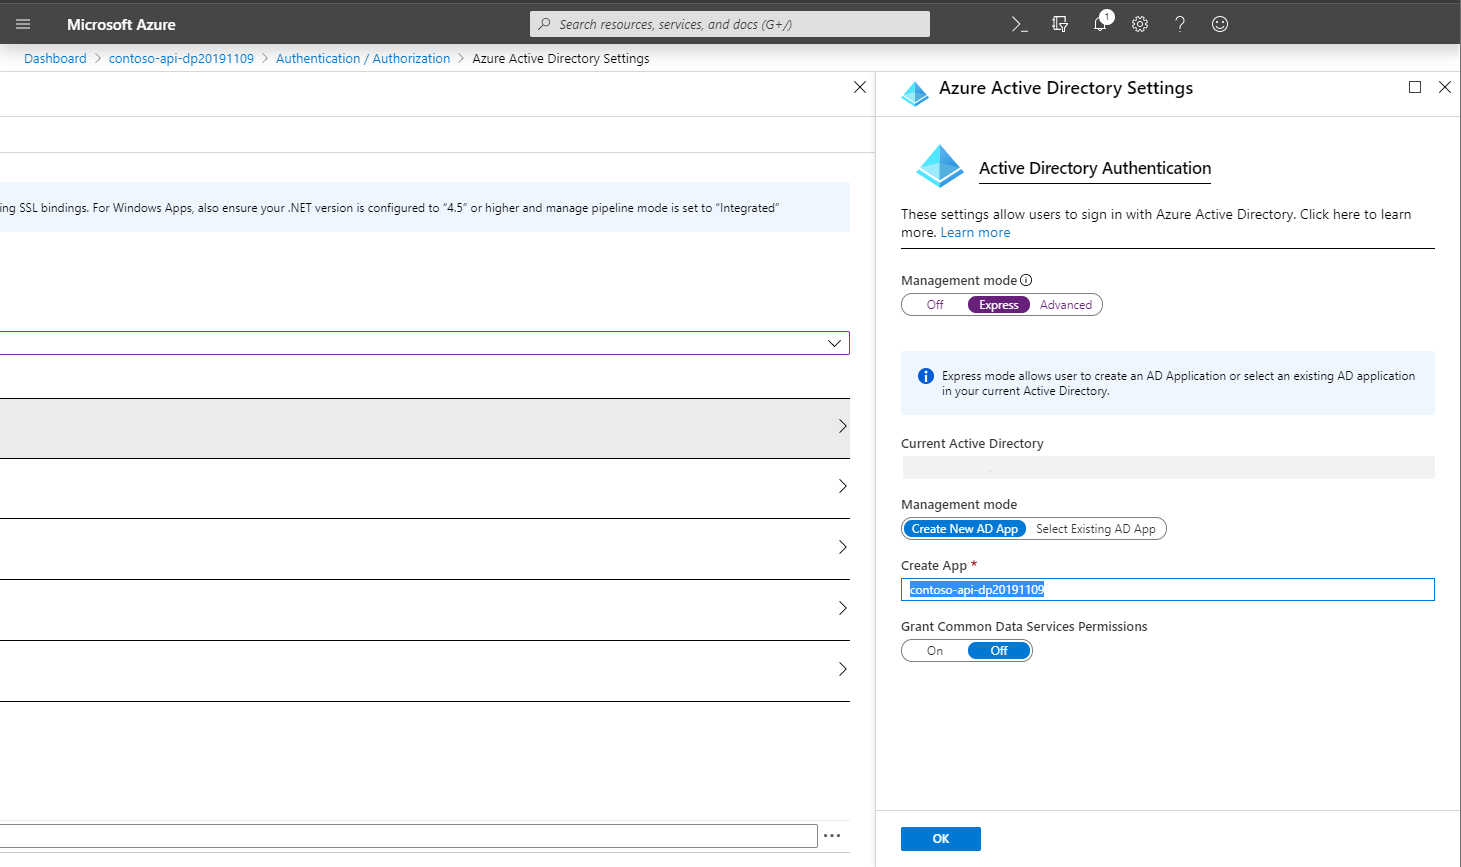 Microsoft Azure
Search resources, services, and docs (G+/)
1
Dashboard > contoso-api-dp20191109 > Authentication / Authorization > Azure Active Directory Settings
ing SSL bindings. For Windows Apps, also ensure your .NET version is configured to “4.5” or higher and manage pipeline mode is set to “Integrated”
Azure Active Directory Settings
Active Directory Authentication
These settings allow users to sign in with Azure Active Directory. Click here to learn
more. Learn more
Management mode
Off Express Advanced
Express mode allows user to create an AD Application or select an existing AD application
in your current Active Directory.
Current Active Directory
Management mode
Create New AD App Select Existing AD App
Create App *
contoso-api-dp20191109
Grant Common Data Services Permissions
On Off
OK